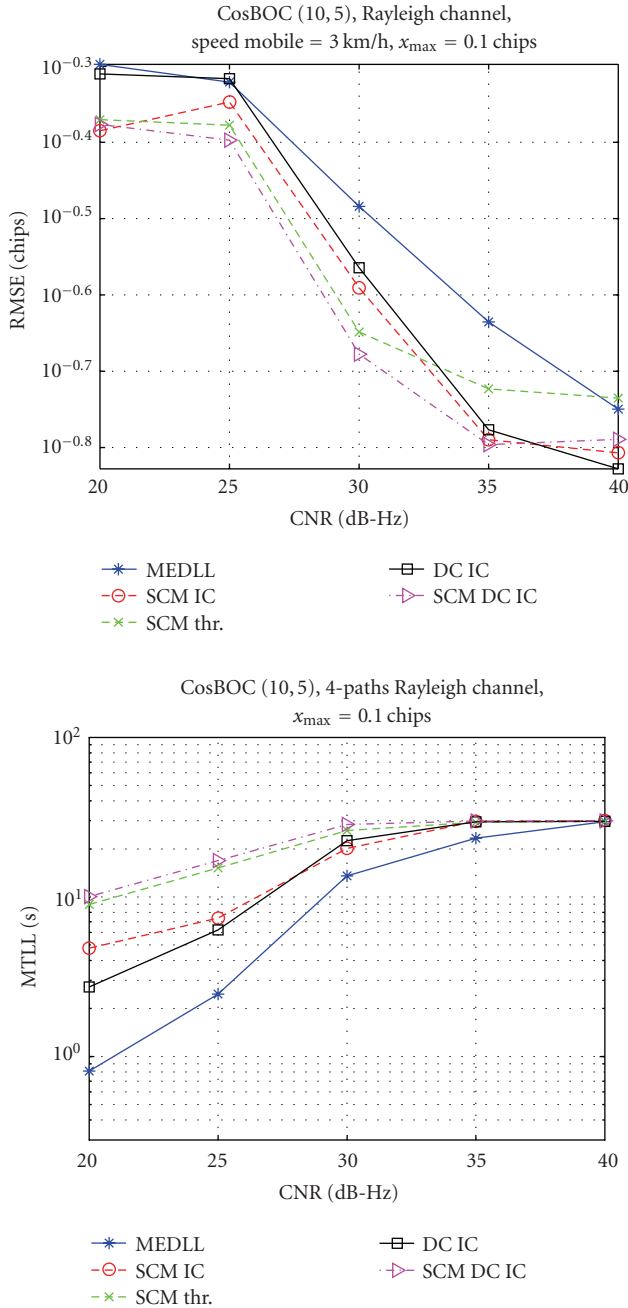 CosBOC (10, 5), Rayleigh channel,
speed mobile = 3 km/h, x_max = 0.1 chips
10^−0.3
10^−0.4
10^−0.5
10^−0.6
10^−0.7
10^−0.8
RMSE (chips)
20 25 30 35 40
CNR (dB-Hz)
MEDLL DC IC
SCM IC SCM DC IC
SCM thr.
CosBOC (10, 5), 4-paths Rayleigh channel,
x_max = 0.1 chips
10^2
10^1
10^0
MTLL (s)
20 25 30 35 40
CNR (dB-Hz)
MEDLL DC IC
SCM IC SCM DC IC
SCM thr.